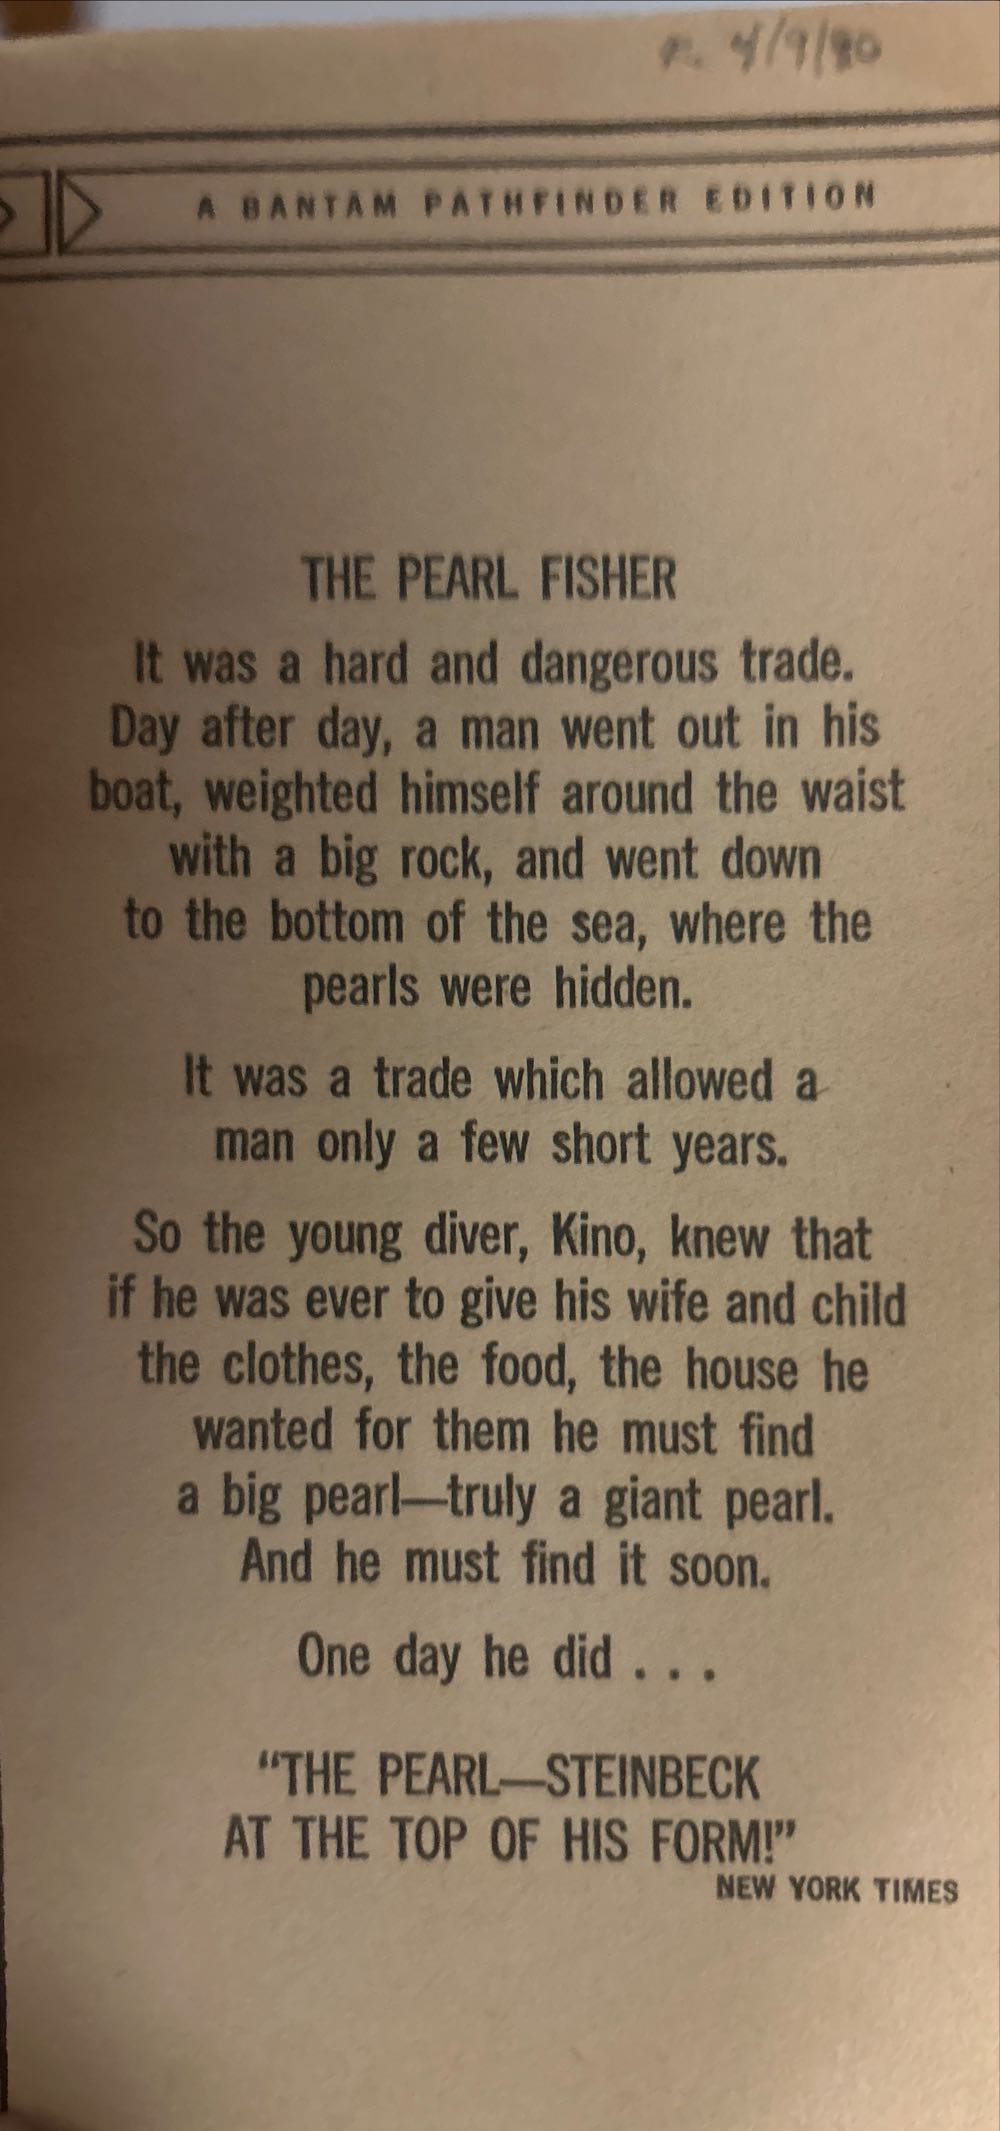 4/9/80
A BANTAM PATHFINDER EDITION
THE PEARL FISHER
It was a hard and dangerous trade.
Day after day, a man went out in his
boat, weighted himself around the waist
with a big rock, and went down
to the bottom of the sea, where the
pearls were hidden.
It was a trade which allowed a
man only a few short years.
So the young diver, Kino, knew that
if he was ever to give his wife and child
the clothes, the food, the house he
wanted for them he must find
a big pearl—truly a giant pearl.
And he must find it soon.
One day he did . . .
“THE PEARL—STEINBECK
AT THE TOP OF HIS FORM!”
NEW YORK TIMES